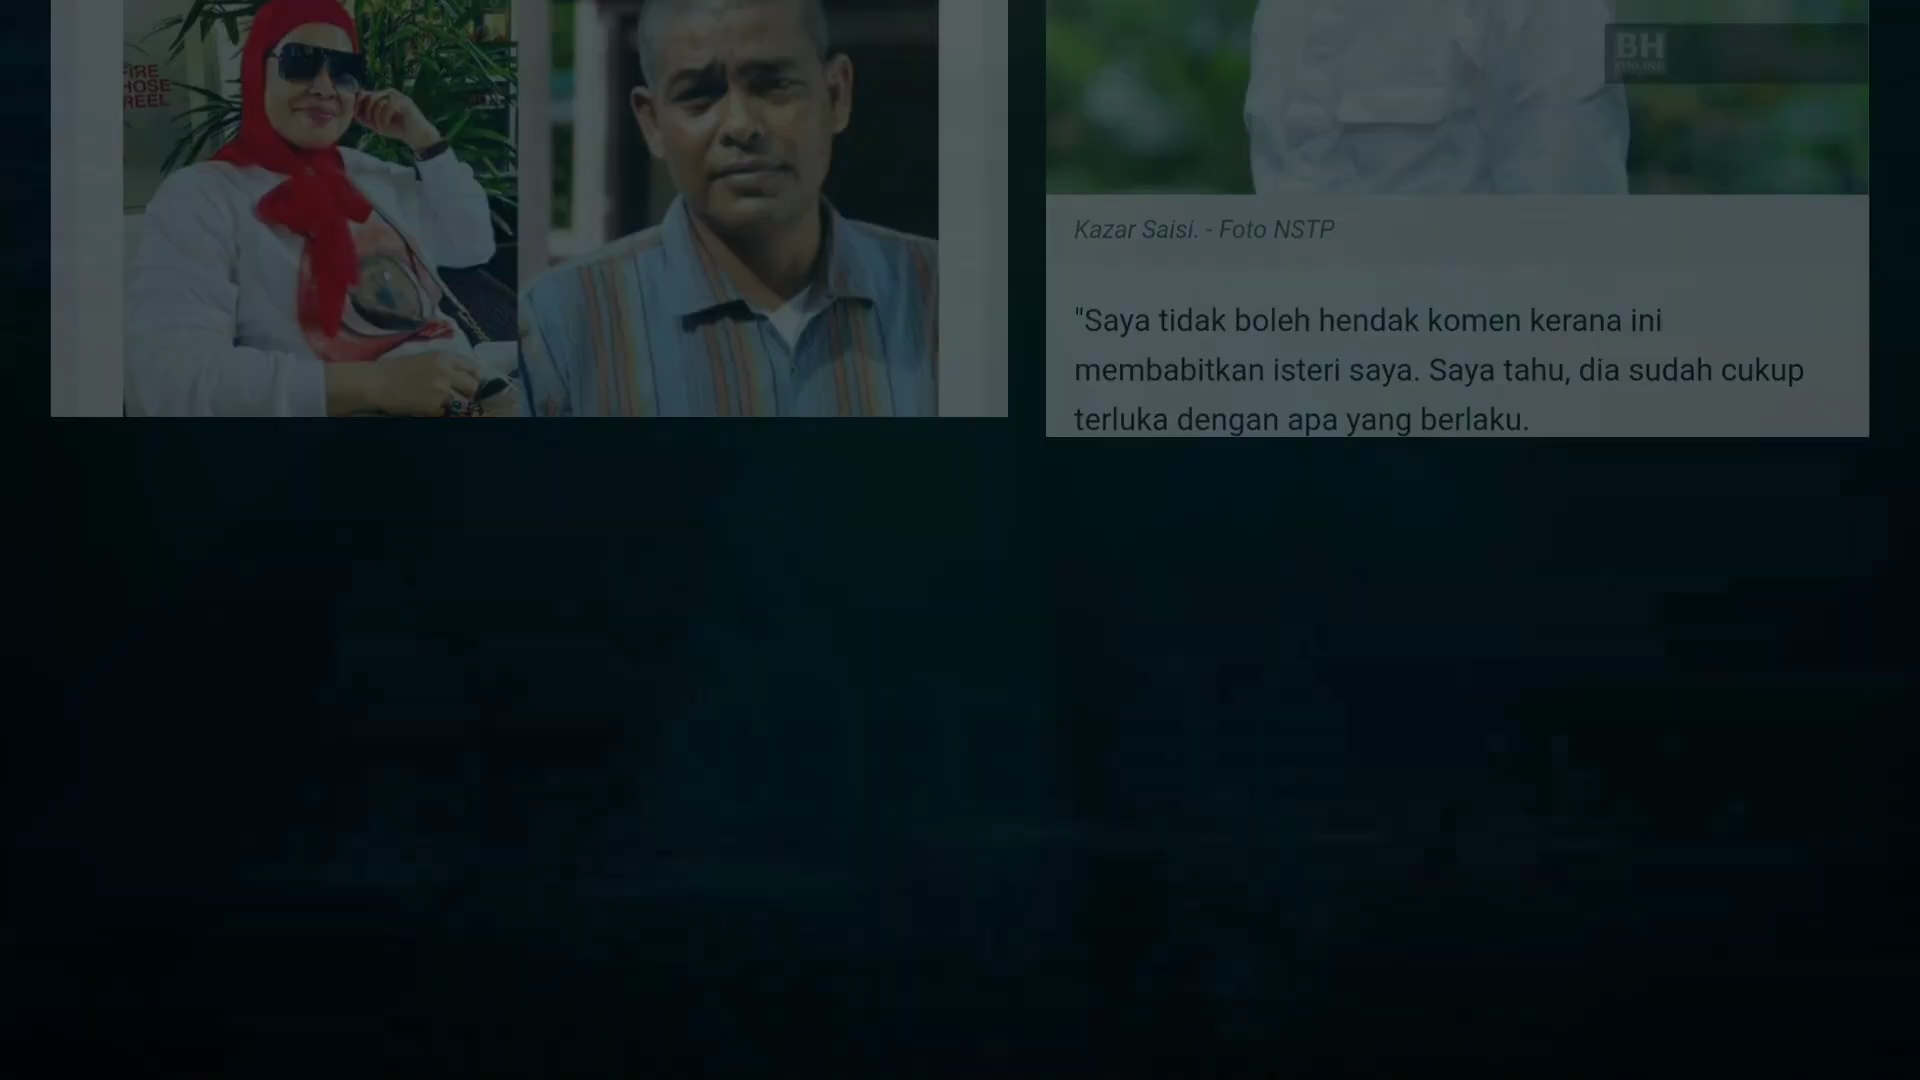 FIRE
HOSE
REEL
BH
ONLINE
Kazar Saisi. - Foto NSTP
"Saya tidak boleh hendak komen kerana ini
membabitkan isteri saya. Saya tahu, dia sudah cukup
terluka dengan apa yang berlaku.